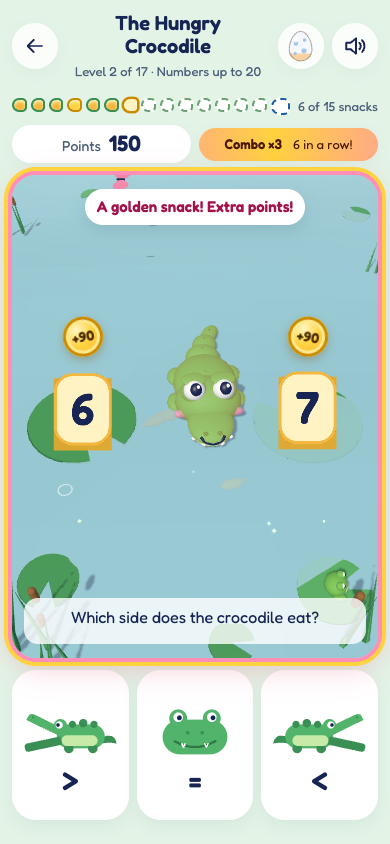 The Hungry
Crocodile
Level 2 of 17 · Numbers up to 20
6 of 15 snacks
Points 150
Combo ×3 6 in a row!
A golden snack! Extra points!
+90 +90
6 7
Which side does the crocodile eat?
> = <